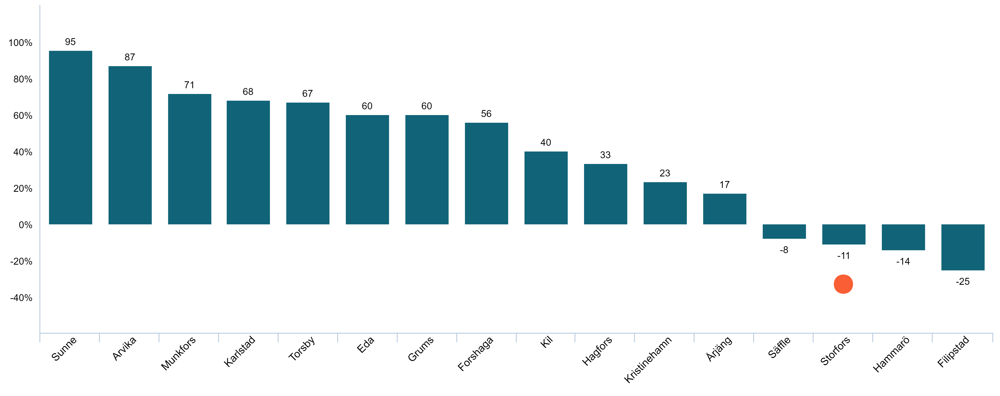 100%
80%
60%
40%
20%
0%
-20%
-40%
95
87
71
68
67
60
60
56
40
33
23
17
-8
-11
-14
-25
Sunne
Arvika
Munkfors
Karlstad
Torsby
Eda
Grums
Forshaga
Kil
Hagfors
Kristinehamn
Årjäng
Säffle
Storfors
Hammarö
Filipstad